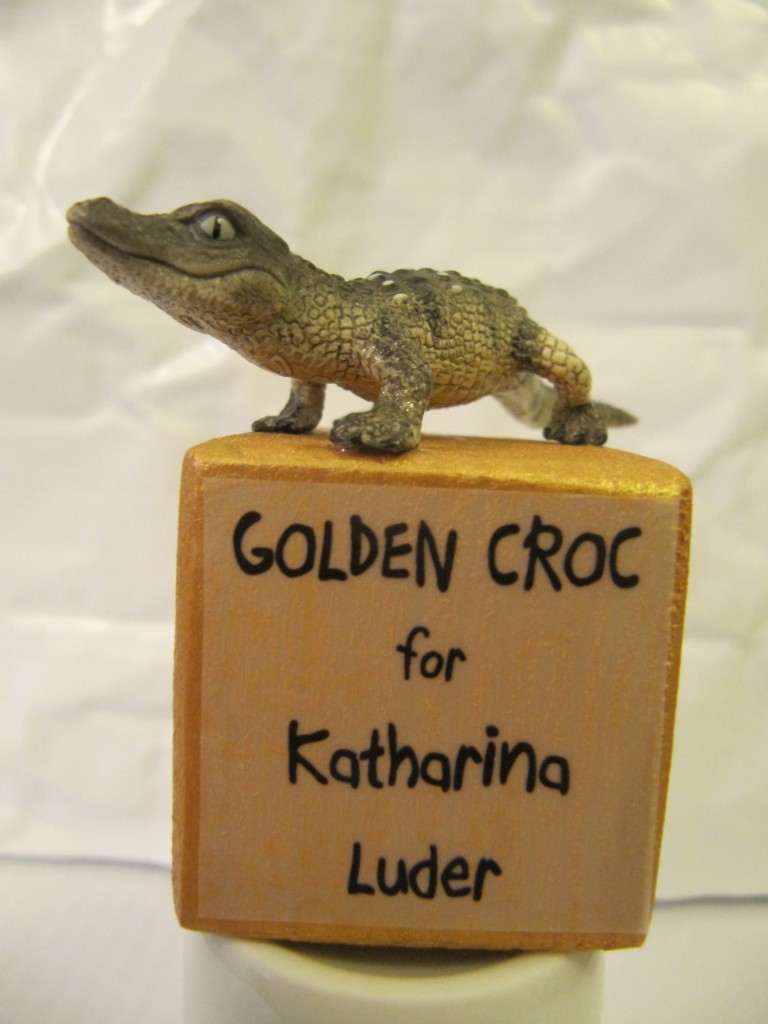 GOLDEN CROC
for
Katharina
Luder